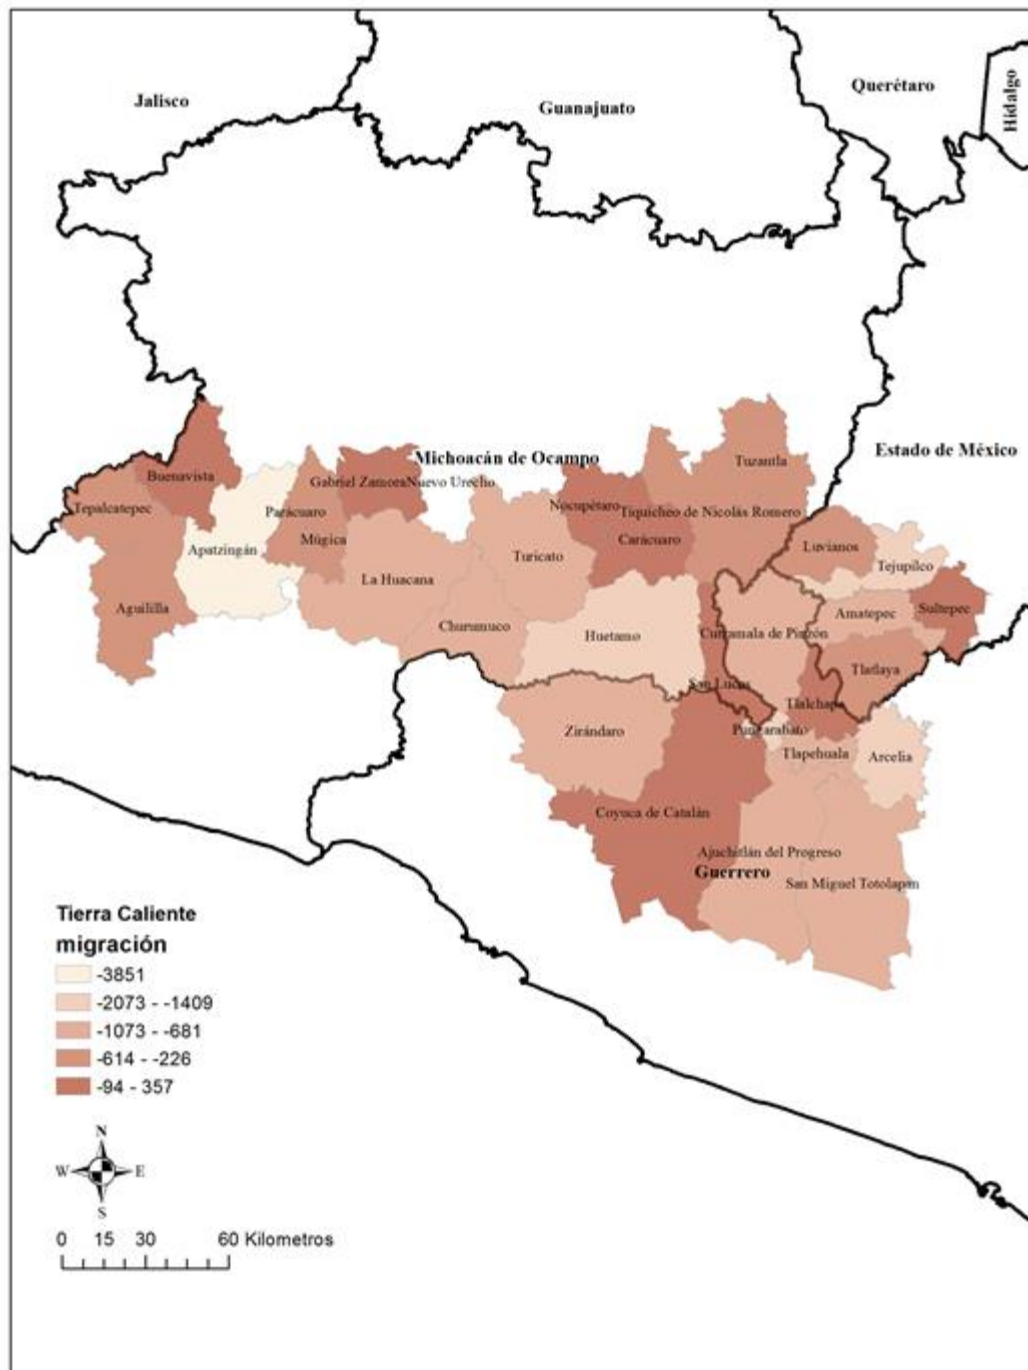 Jalisco
Guanajuato
Querétaro
Hidalgo
Michoacán de Ocampo
Estado de México
Tuzantla
Buenavista
Gabriel Zamora
Nuevo Urecho
Tepalcatepec
Parácuaro
Nocupétaro
Tiquicheo de Nicolás Romero
Múgica
Carácuaro
Apatzingán
Luvianos
Turicato
Tejupilco
La Huacana
Aguililla
Sultepec
Amatepec
Churumuco
Huetamo
Cutzamala de Pinzón
Tlatlaya
San Lucas
Tlalchapa
Zirándaro
Pungarabato
Tlapehuala
Arcelia
Coyuca de Catalán
Ajuchitlán del Progreso
Guerrero
San Miguel Totolapan
Tierra Caliente
migración
-3851
-2073 - -1409
-1073 - -681
-614 - -226
-94 - 357
N
W E
S
0 15 30 60 Kilometros